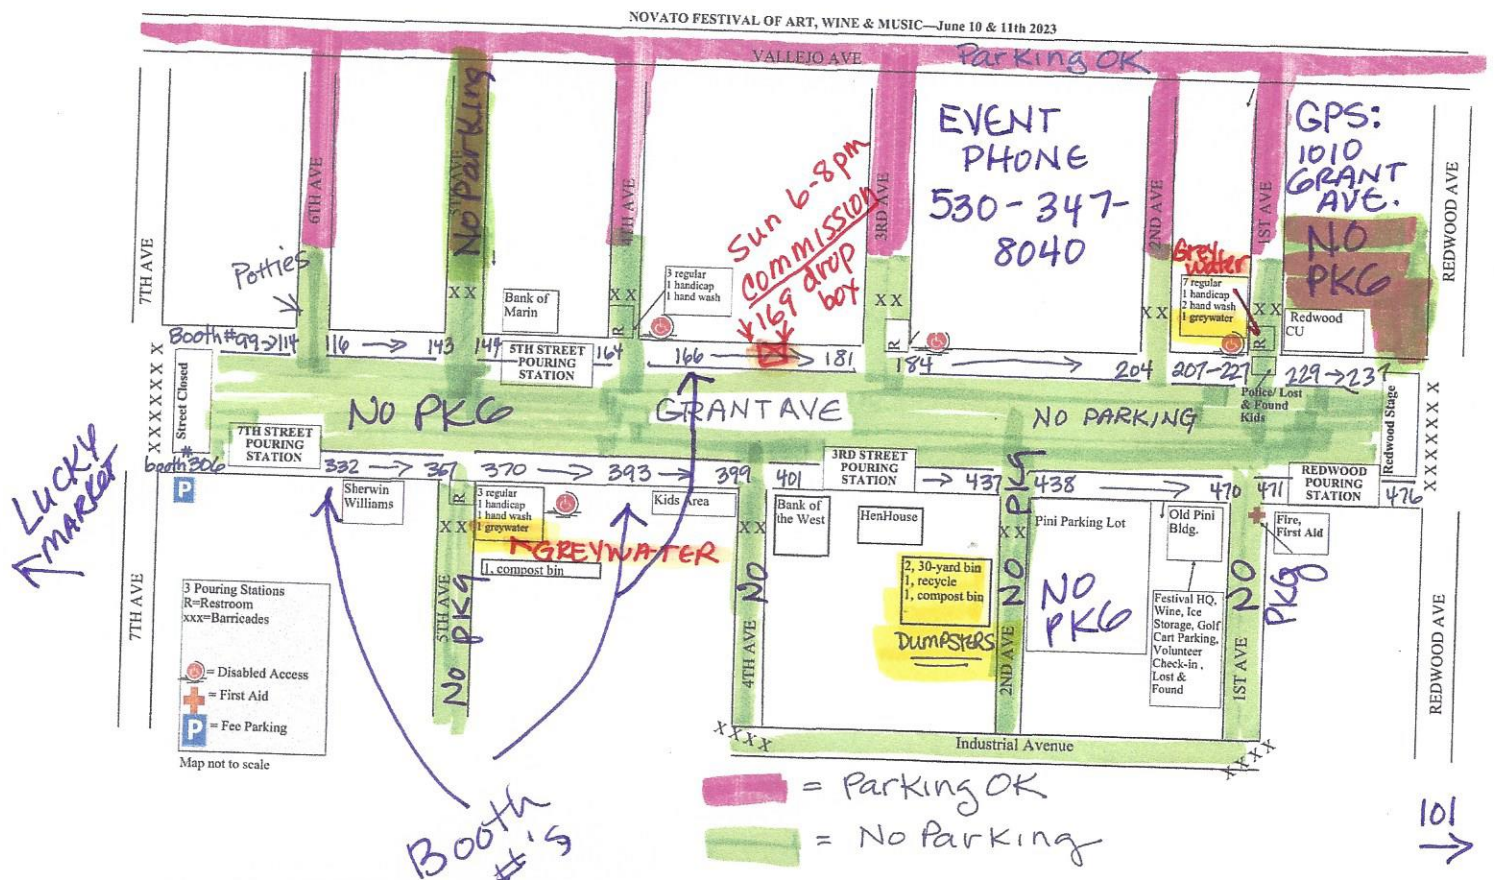 NOVATO FESTIVAL OF ART, WINE & MUSIC—June 10 & 11th 2023
VALLEJO AVE
Parking OK
7TH AVE
6TH AVE
5TH AVE
No Parking
4TH AVE
3RD AVE
2ND AVE
1ST AVE
REDWOOD AVE
EVENT
PHONE
530-347-
8040
GPS:
1010
GRANT
AVE.
NO
PKG
Potties
Sun 6-8pm
COMMISSION
169 drop
box
Grey
water
3 regular
1 handicap
1 hand wash
7 regular
1 handicap
2 hand wash
1 greywater
Bank of
Marin
Redwood
CU
X X
X X
X X
X X
X X
R
R
R
Booth #99→114
116 → 143
144
5TH STREET
POURING
STATION
164
166 → 181
184 → 204
207-227
229→237
Police/ Lost
& Found
Kids
XXXXXX
Street Closed
NO PKG
GRANT AVE
NO PARKING
Redwood Stage
XXXXXX
*
booth 306
7TH STREET
POURING
STATION
332 → 367
370 → 393 → 399
401
3RD STREET
POURING
STATION
→ 437
438 → 470
471
REDWOOD
POURING
STATION
476
P
LUCKY
MARKET
Sherwin
Williams
R
3 regular
1 handicap
1 hand wash
1 greywater
GREYWATER
1, compost bin
Kids Area
Bank of
the West
HenHouse
PKG
Pini Parking Lot
Old Pini
Bldg.
Fire,
First Aid
X X
X X
X X
2, 30-yard bin
1, recycle
1, compost bin
DUMPSTERS
NO
PKG
Festival HQ,
Wine, Ice
Storage, Golf
Cart Parking,
Volunteer
Check-in,
Lost &
Found
7TH AVE
5TH AVE
No PKg
4TH AVE
NO
2ND AVE
NO
1ST AVE
NO
PKG
REDWOOD AVE
3 Pouring Stations
R=Restroom
xxx=Barricades
= Disabled Access
= First Aid
P = Fee Parking
Map not to scale
XXXX
Industrial Avenue
XXXX
Booth
#'s
= Parking OK
= No Parking
101